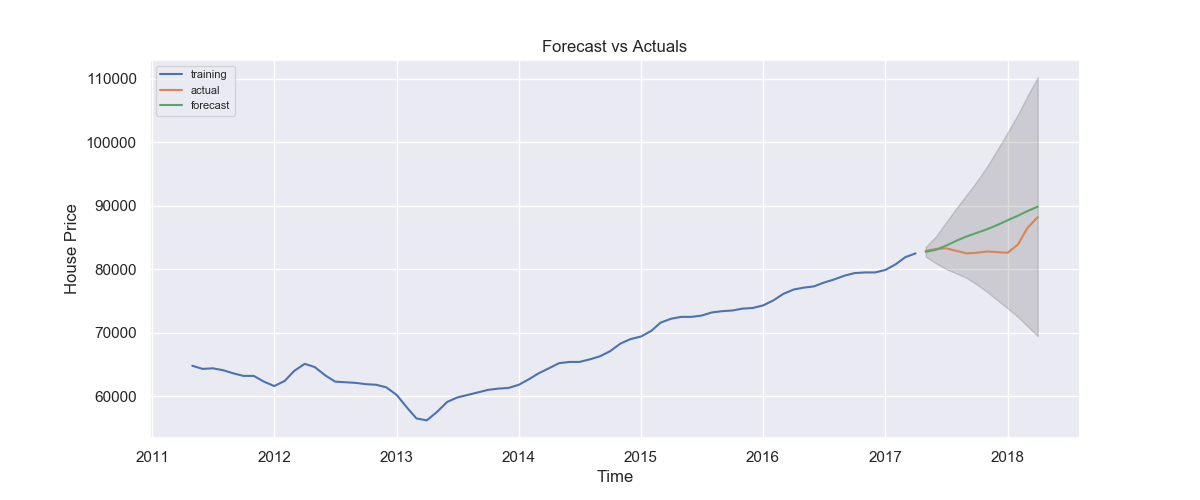 Forecast vs Actuals
training
actual
forecast
House Price
110000
100000
90000
80000
70000
60000
2011 2012 2013 2014 2015 2016 2017 2018
Time